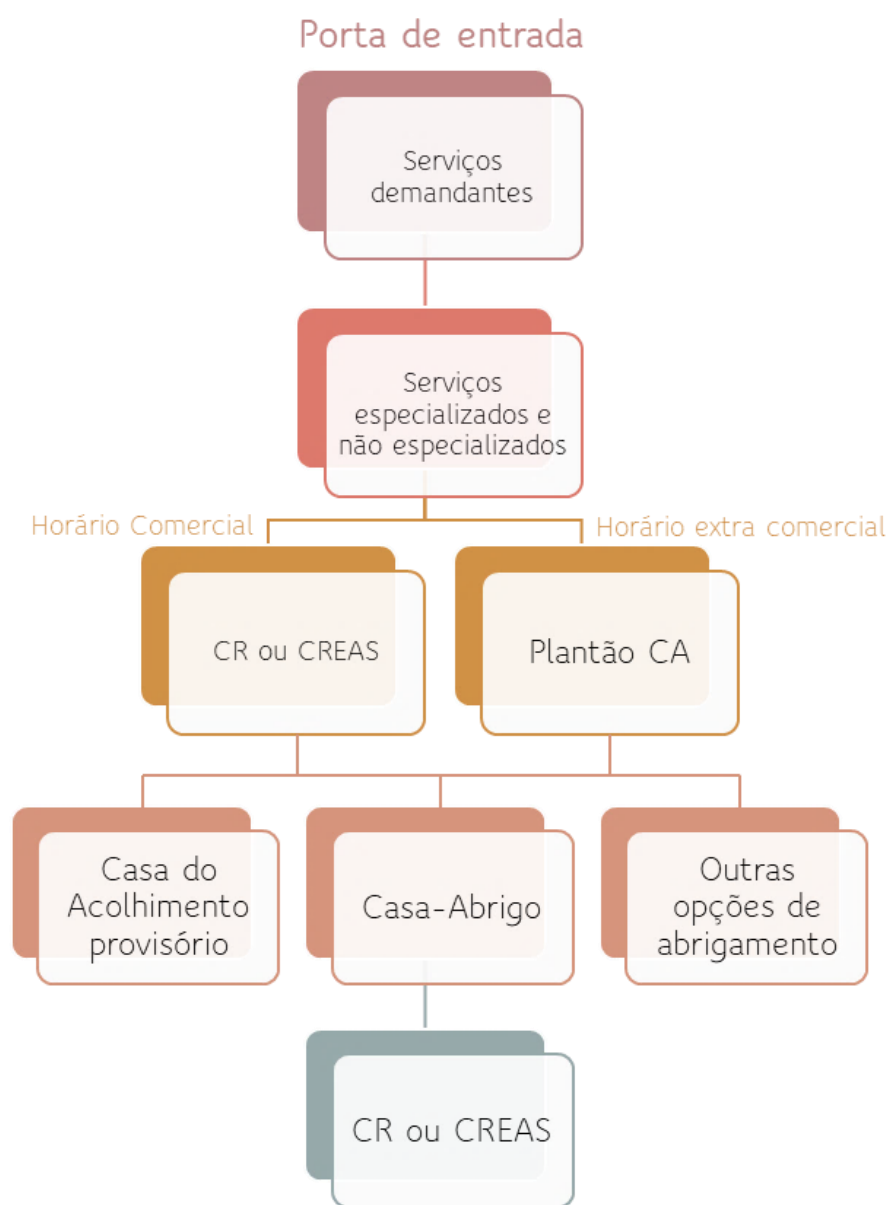 Porta de entrada
Serviços
demandantes
Serviços
especializados e
não especializados
Horário Comercial
Horário extra comercial
CR ou CREAS
Plantão CA
Casa do
Acolhimento
provisório
Casa-Abrigo
Outras
opções de
abrigamento
CR ou CREAS